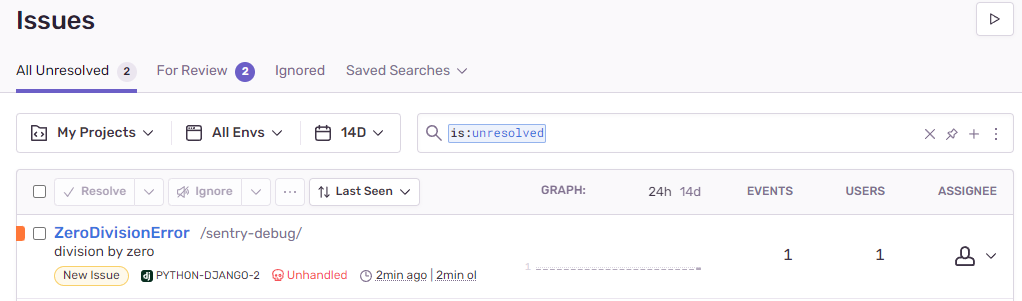 Issues
All Unresolved 2 For Review 2 Ignored Saved Searches
My Projects All Envs 14D is:unresolved
Resolve Ignore ... Last Seen GRAPH: 24h 14d EVENTS USERS ASSIGNEE
ZeroDivisionError /sentry-debug/
division by zero
1 1 1
New Issue dj PYTHON-DJANGO-2 Unhandled 2min ago | 2min ol